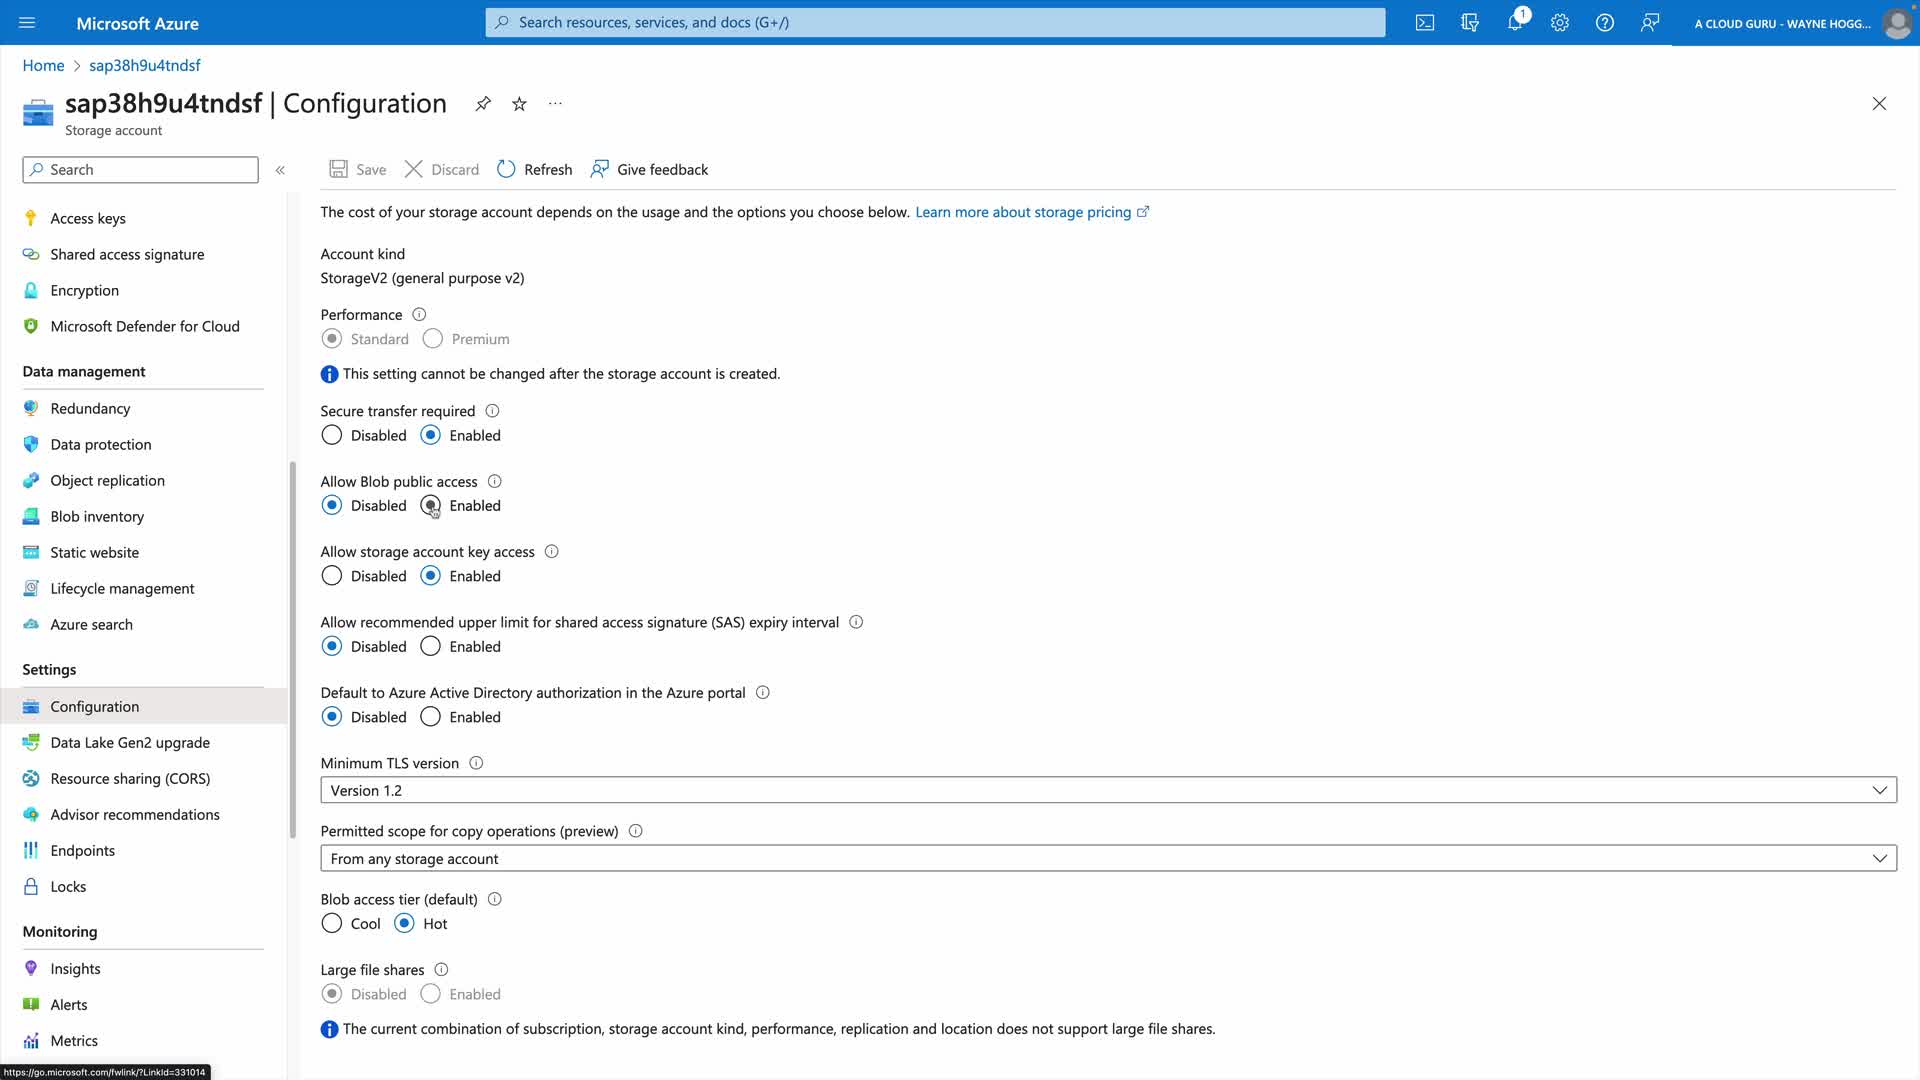 Microsoft Azure
Search resources, services, and docs (G+/)
1
A CLOUD GURU - WAYNE HOGG...
Home > sap38h9u4tndsf
sap38h9u4tndsf | Configuration
Storage account
Search
Save
Discard
Refresh
Give feedback
Access keys
Shared access signature
Encryption
Microsoft Defender for Cloud
Data management
Redundancy
Data protection
Object replication
Blob inventory
Static website
Lifecycle management
Azure search
Settings
Configuration
Data Lake Gen2 upgrade
Resource sharing (CORS)
Advisor recommendations
Endpoints
Locks
Monitoring
Insights
Alerts
Metrics
https://go.microsoft.com/fwlink/?LinkId=331014
The cost of your storage account depends on the usage and the options you choose below. Learn more about storage pricing
Account kind
StorageV2 (general purpose v2)
Performance
Standard Premium
This setting cannot be changed after the storage account is created.
Secure transfer required
Disabled Enabled
Allow Blob public access
Disabled Enabled
Allow storage account key access
Disabled Enabled
Allow recommended upper limit for shared access signature (SAS) expiry interval
Disabled Enabled
Default to Azure Active Directory authorization in the Azure portal
Disabled Enabled
Minimum TLS version
Version 1.2
Permitted scope for copy operations (preview)
From any storage account
Blob access tier (default)
Cool Hot
Large file shares
Disabled Enabled
The current combination of subscription, storage account kind, performance, replication and location does not support large file shares.